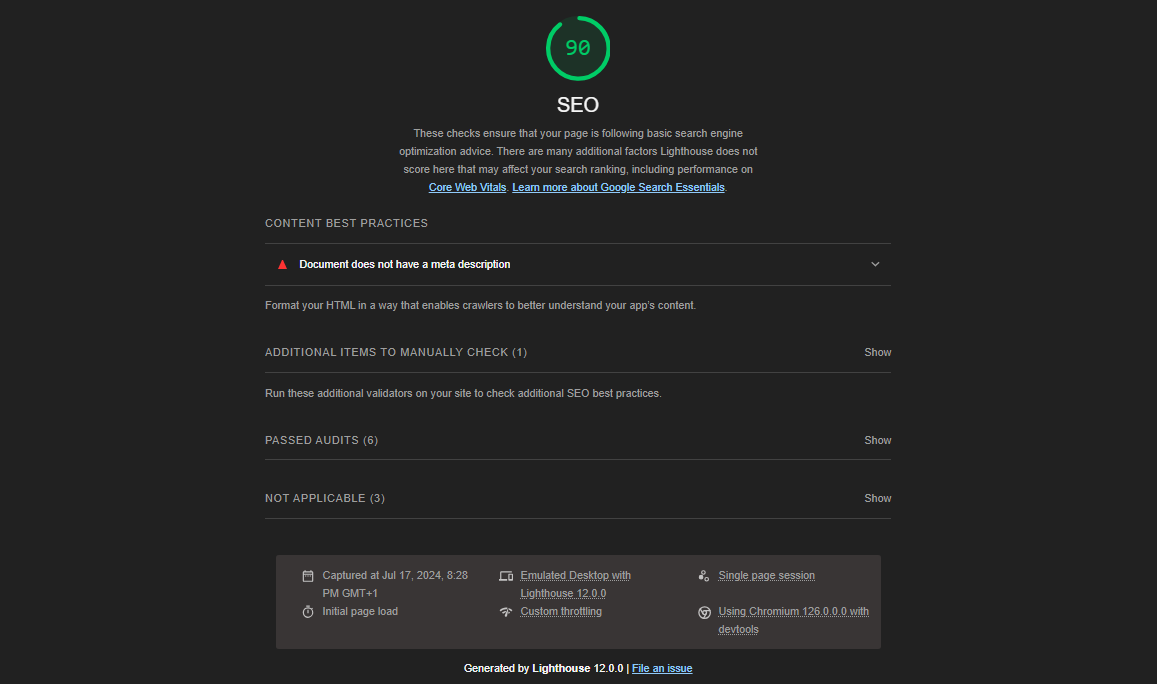 90
SEO
These checks ensure that your page is following basic search engine
optimization advice. There are many additional factors Lighthouse does not
score here that may affect your search ranking, including performance on
Core Web Vitals. Learn more about Google Search Essentials.
CONTENT BEST PRACTICES
Document does not have a meta description
Format your HTML in a way that enables crawlers to better understand your app's content.
ADDITIONAL ITEMS TO MANUALLY CHECK (1) Show
Run these additional validators on your site to check additional SEO best practices.
PASSED AUDITS (6) Show
NOT APPLICABLE (3) Show
Captured at Jul 17, 2024, 8:28
PM GMT+1
Emulated Desktop with
Lighthouse 12.0.0
Single page session
Initial page load
Custom throttling
Using Chromium 126.0.0.0 with
devtools
Generated by Lighthouse 12.0.0 | File an issue